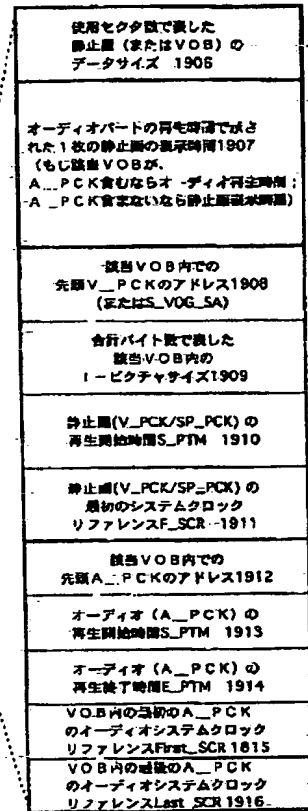 使用セクタ数で表した
静止画（またはVOB）の
データサイズ 1906
オーディオパートの再生時間で示さ
れた1枚の静止画の表示時間1907
（もし該当VOBが、
A＿PCK含むならオーディオ再生時間；
A＿PCK含まないなら静止画表示時間）
該当VOB内での
先頭V＿PCKのアドレス1908
（またはS_VOG_SA）
合計バイト数で表した
該当VOB内の
I－ピクチャサイズ1909
静止画(V_PCK/SP_PCK)の
再生開始時間S_PTM 1910
静止画(V_PCK/SP_PCK)の
最初のシステムクロック
リファレンスF_SCR 1911
該当VOB内での
先頭A＿PCKのアドレス1912
オーディオ（A＿PCK）の
再生開始時間S_PTM 1913
オーディオ（A＿PCK）の
再生終了時間E_PTM 1914
VOB内の最初のA＿PCK
のオーディオシステムクロック
リファレンスFirst_SCR 1815
VOB内の最後のA＿PCK
のオーディオシステムクロック
リファレンスLast_SCR 1916